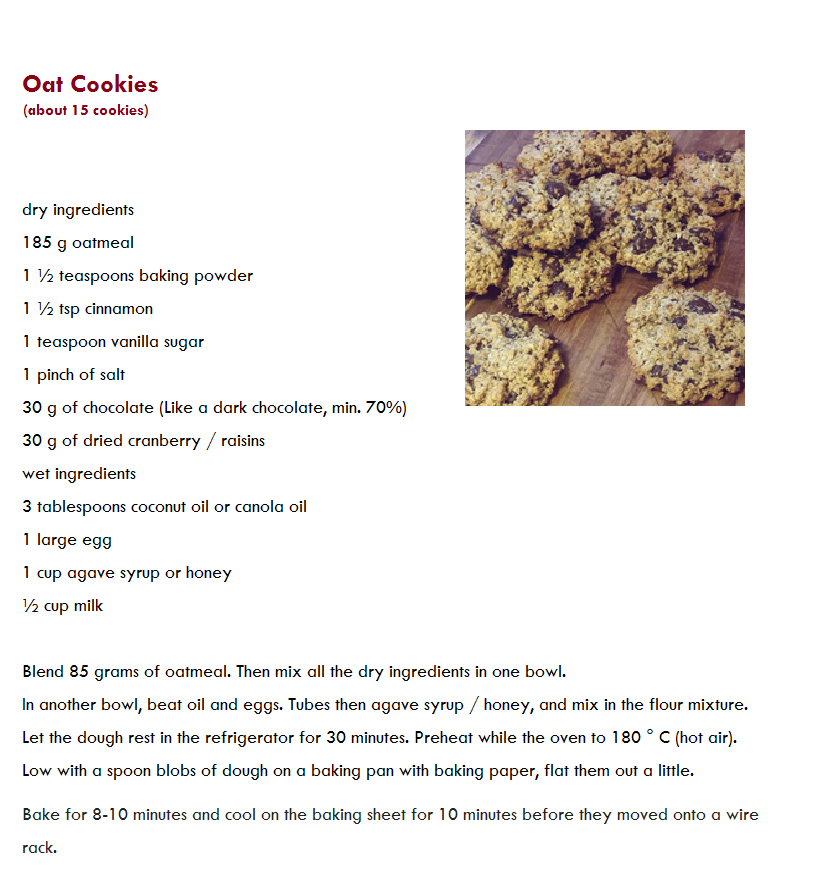 Oat Cookies
(about 15 cookies)
dry ingredients
185 g oatmeal
1 ½ teaspoons baking powder
1 ½ tsp cinnamon
1 teaspoon vanilla sugar
1 pinch of salt
30 g of chocolate (Like a dark chocolate, min. 70%)
30 g of dried cranberry / raisins
wet ingredients
3 tablespoons coconut oil or canola oil
1 large egg
1 cup agave syrup or honey
½ cup milk
Blend 85 grams of oatmeal. Then mix all the dry ingredients in one bowl.
In another bowl, beat oil and eggs. Tubes then agave syrup / honey, and mix in the flour mixture.
Let the dough rest in the refrigerator for 30 minutes. Preheat while the oven to 180 ° C (hot air).
Low with a spoon blobs of dough on a baking pan with baking paper, flat them out a little.
Bake for 8-10 minutes and cool on the baking sheet for 10 minutes before they moved onto a wire
rack.